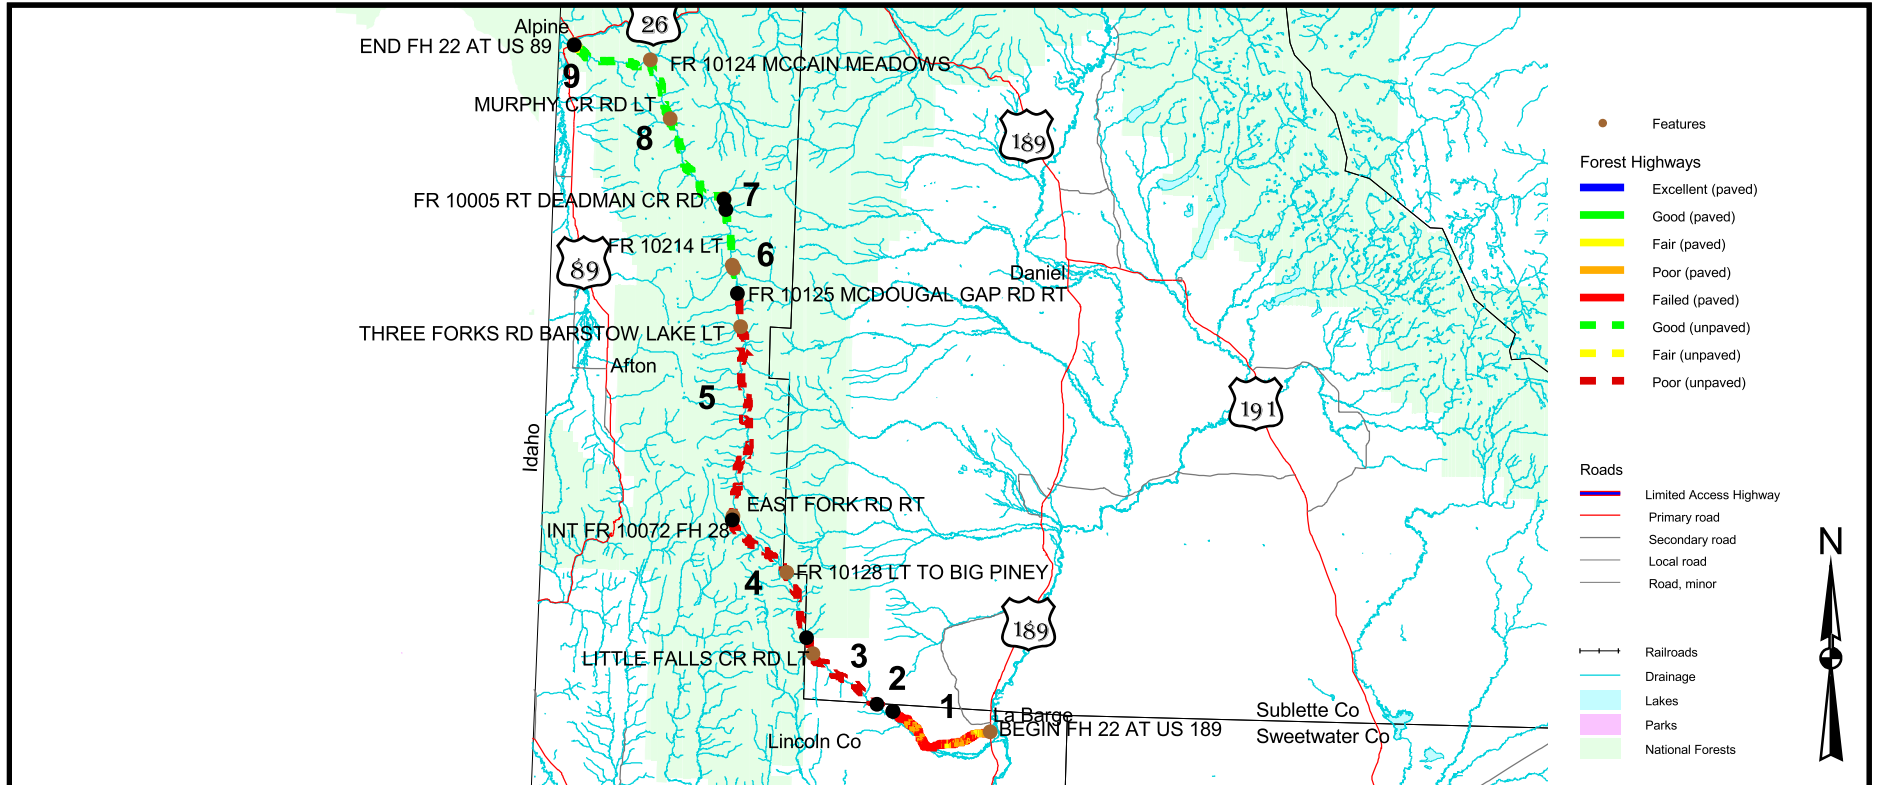 Alpine
26
END FH 22 AT US 89
FR 10124 MCCAIN MEADOWS
9
MURPHY CR RD LT
8
189
7
FR 10005 RT DEADMAN CR RD
FR 10214 LT
6
89
Daniel
FR 10125 MCDOUGAL GAP RD RT
THREE FORKS RD BARSTOW LAKE LT
Afton
5
191
Idaho
EAST FORK RD RT
INT FR 10072 FH 28
4
FR 10128 LT TO BIG PINEY
189
LITTLE FALLS CR RD LT
3
2
1
La Barge
BEGIN FH 22 AT US 189
Lincoln Co
Sublette Co
Sweetwater Co
Features
Forest Highways
Excellent (paved)
Good (paved)
Fair (paved)
Poor (paved)
Failed (paved)
Good (unpaved)
Fair (unpaved)
Poor (unpaved)
Roads
Limited Access Highway
Primary road
Secondary road
Local road
Road, minor
Railroads
Drainage
Lakes
Parks
National Forests
N